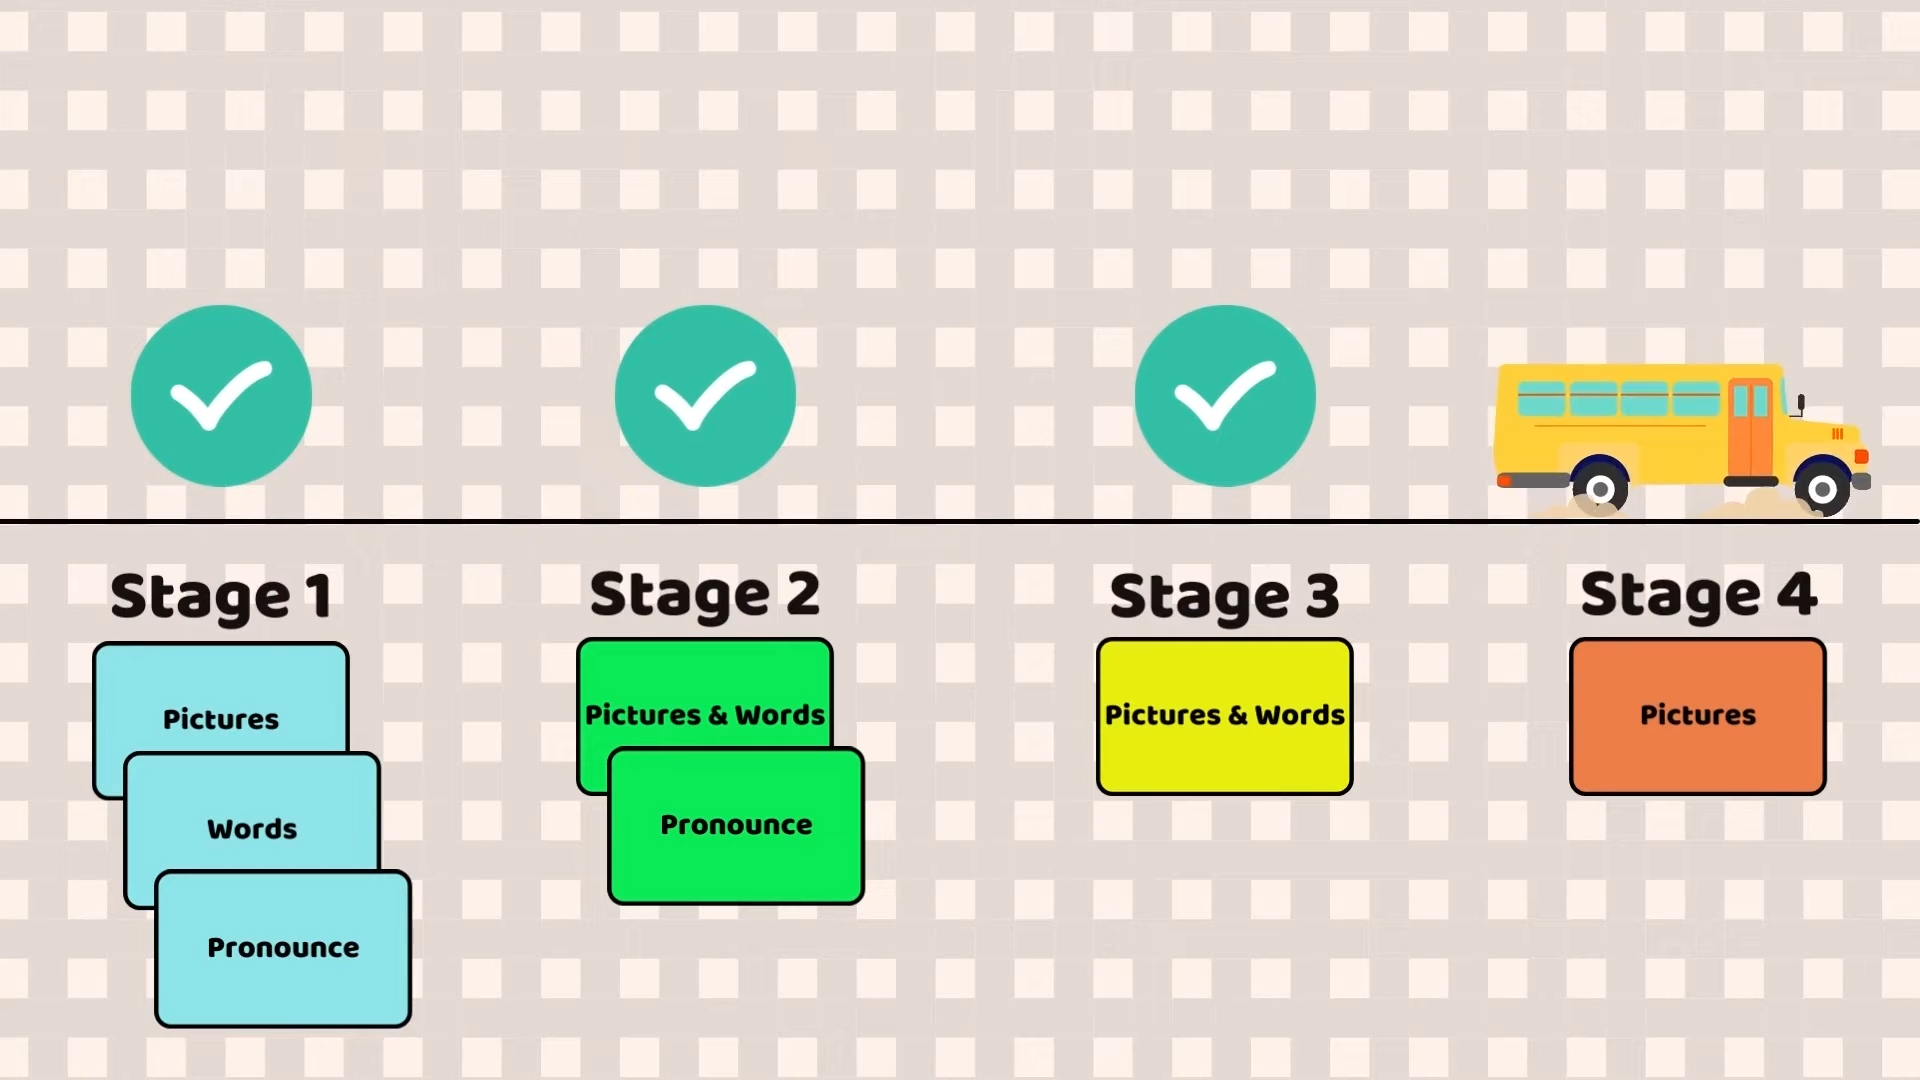 Stage 1
Pictures
Words
Pronounce
Stage 2
Pictures & Words
Pronounce
Stage 3
Pictures & Words
Stage 4
Pictures